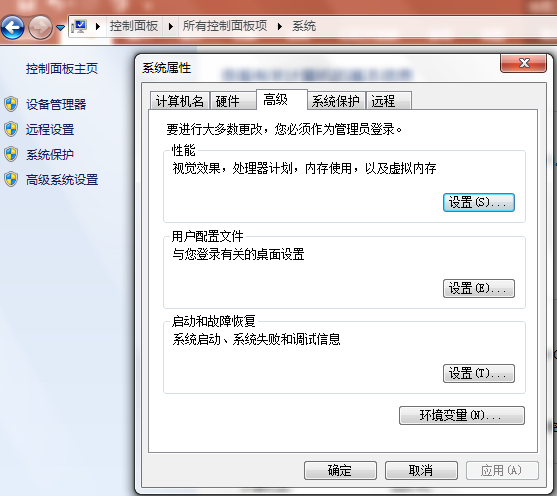 控制面板 所有控制面板项 系统
控制面板主页
设备管理器
远程设置
系统保护
高级系统设置
系统属性
计算机名 硬件 高级 系统保护 远程
要进行大多数更改，您必须作为管理员登录。
性能
视觉效果，处理器计划，内存使用，以及虚拟内存
设置(S)...
用户配置文件
与您登录有关的桌面设置
设置(E)...
启动和故障恢复
系统启动、系统失败和调试信息
设置(T)...
环境变量(N)...
确定 取消 应用(A)